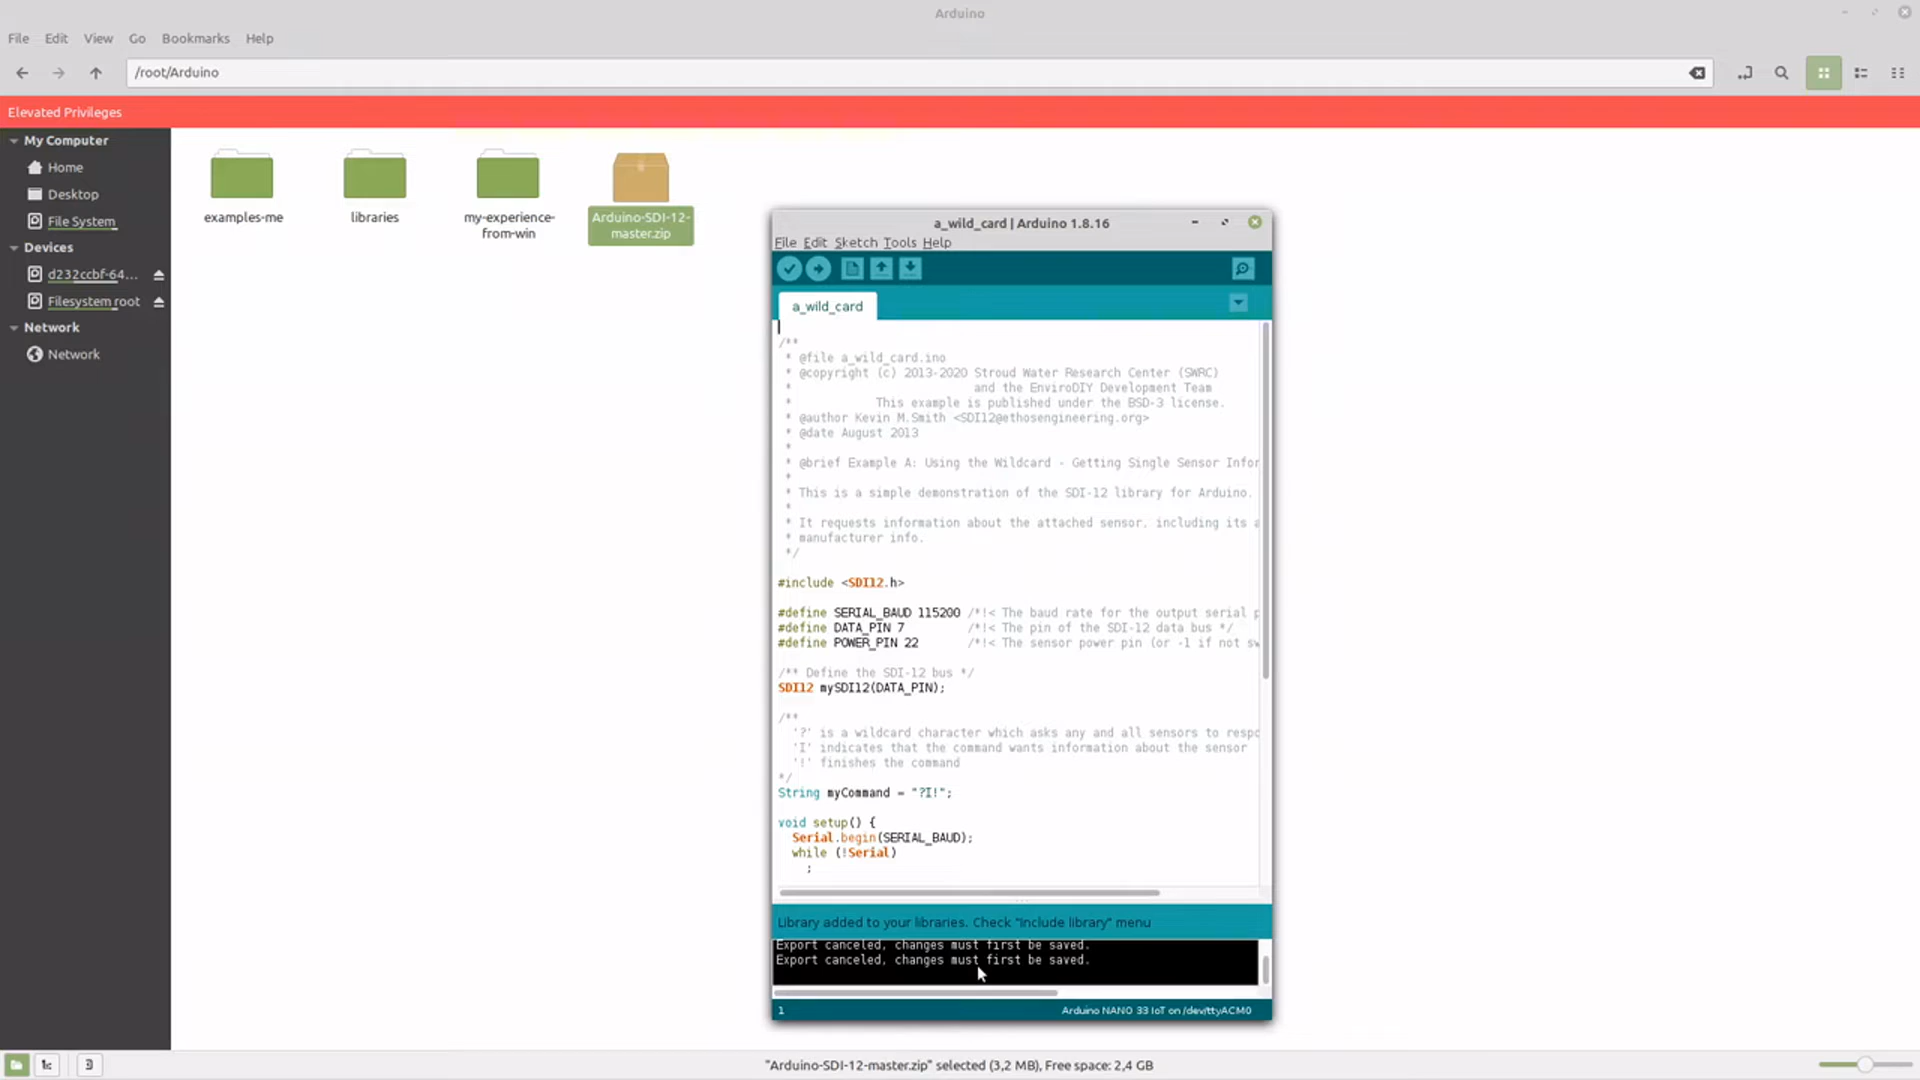 Arduino
File Edit View Go Bookmarks Help
/root/Arduino
Elevated Privileges
My Computer
Home
Desktop
File System
Devices
d232ccbf-64...
Filesystem root
Network
Network
examples-me
libraries
my-experience-
from-win
Arduino-SDI-12-
master.zip
a_wild_card | Arduino 1.8.16
File Edit Sketch Tools Help
a_wild_card
/**
* @file a_wild_card.ino
* @copyright (c) 2013-2020 Stroud Water Research Center (SWRC)
* and the EnviroDIY Development Team
* This example is published under the BSD-3 license.
* @author Kevin M.Smith <SDI12@ethosengineering.org>
* @date August 2013
*
* @brief Example A: Using the Wildcard - Getting Single Sensor Infor
*
* This is a simple demonstration of the SDI-12 library for Arduino.
*
* It requests information about the attached sensor, including its a
* manufacturer info.
*/
#include <SDI12.h>
#define SERIAL_BAUD 115200 /*!< The baud rate for the output serial p
#define DATA_PIN 7 /*!< The pin of the SDI-12 data bus */
#define POWER_PIN 22 /*!< The sensor power pin (or -1 if not sw
/** Define the SDI-12 bus */
SDI12 mySDI12(DATA_PIN);
/**
'?' is a wildcard character which asks any and all sensors to respo
'I' indicates that the command wants information about the sensor
'!' finishes the command
*/
String myCommand = "?I!";
void setup() {
Serial.begin(SERIAL_BAUD);
while (!Serial)
;
Library added to your libraries. Check "Include library" menu
Export canceled, changes must first be saved.
Export canceled, changes must first be saved.
1
Arduino NANO 33 IoT on /dev/ttyACM0
"Arduino-SDI-12-master.zip" selected (3,2 MB), Free space: 2,4 GB